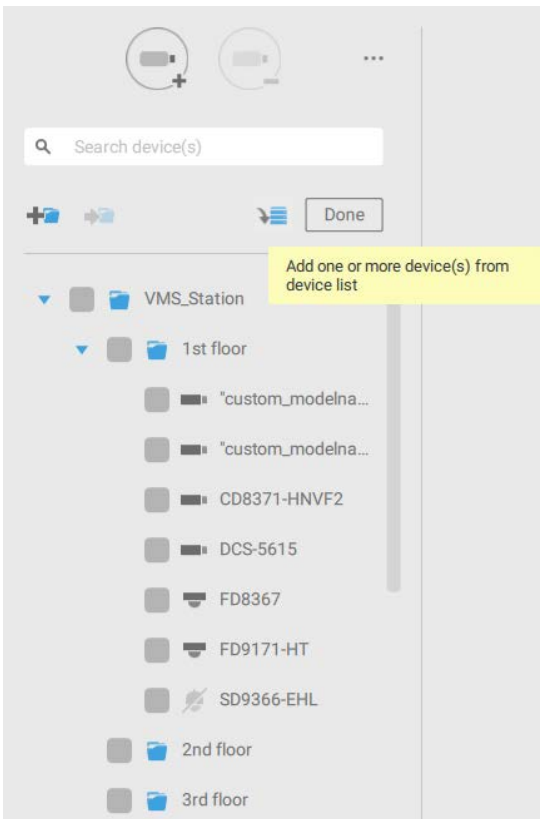 Search device(s)
Done
Add one or more device(s) from
device list
VMS_Station
1st floor
"custom_modelna...
"custom_modelna...
CD8371-HNVF2
DCS-5615
FD8367
FD9171-HT
SD9366-EHL
2nd floor
3rd floor